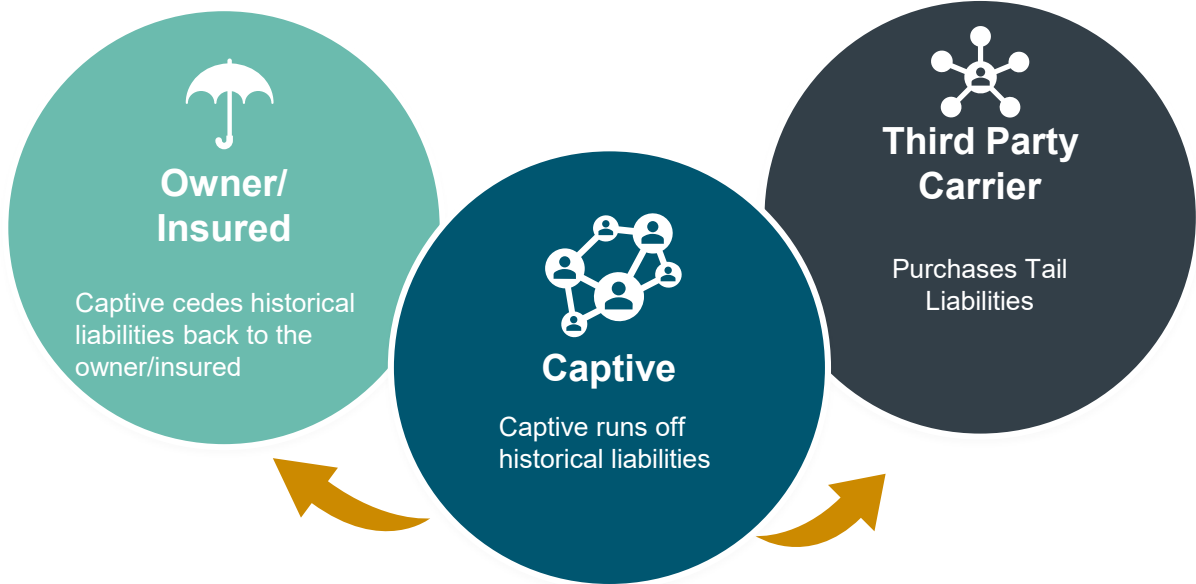 Owner/
Insured
Captive cedes historical
liabilities back to the
owner/insured
Captive
Captive runs off
historical liabilities
Third Party
Carrier
Purchases Tail
Liabilities